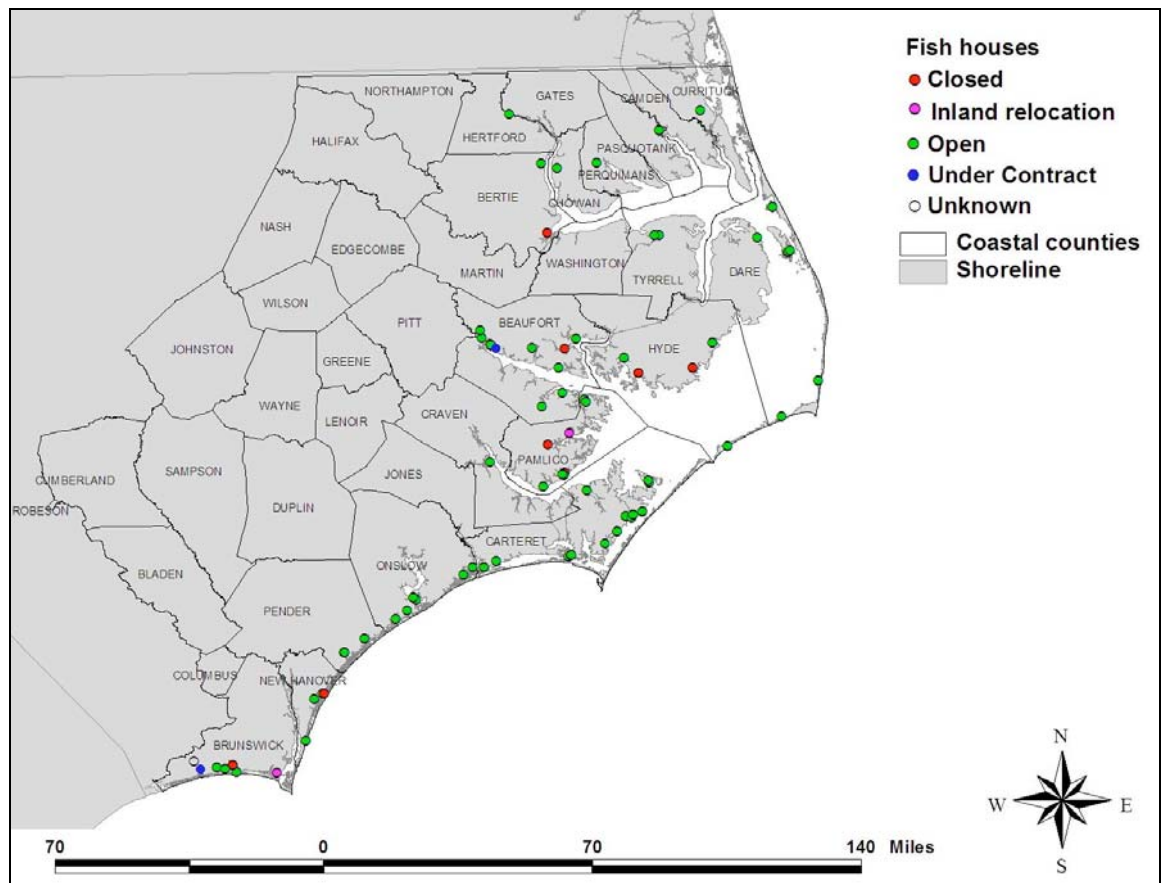 Fish houses
Closed
Inland relocation
Open
Under Contract
Unknown
Coastal counties
Shoreline
NORTHAMPTON
GATES
CAMDEN
CURRITUCK
HALIFAX
HERTFORD
PASQUOTANK
PERQUIMANS
BERTIE
CHOWAN
NASH
EDGECOMBE
MARTIN
WASHINGTON
TYRRELL
DARE
WILSON
PITT
BEAUFORT
HYDE
JOHNSTON
GREENE
WAYNE
LENOIR
CRAVEN
PAMLICO
CUMBERLAND
SAMPSON
JONES
ROBESON
DUPLIN
CARTERET
BLADEN
ONSLOW
PENDER
COLUMBUS
NEW HANOVER
BRUNSWICK
N
W E
S
70 0 70 140 Miles